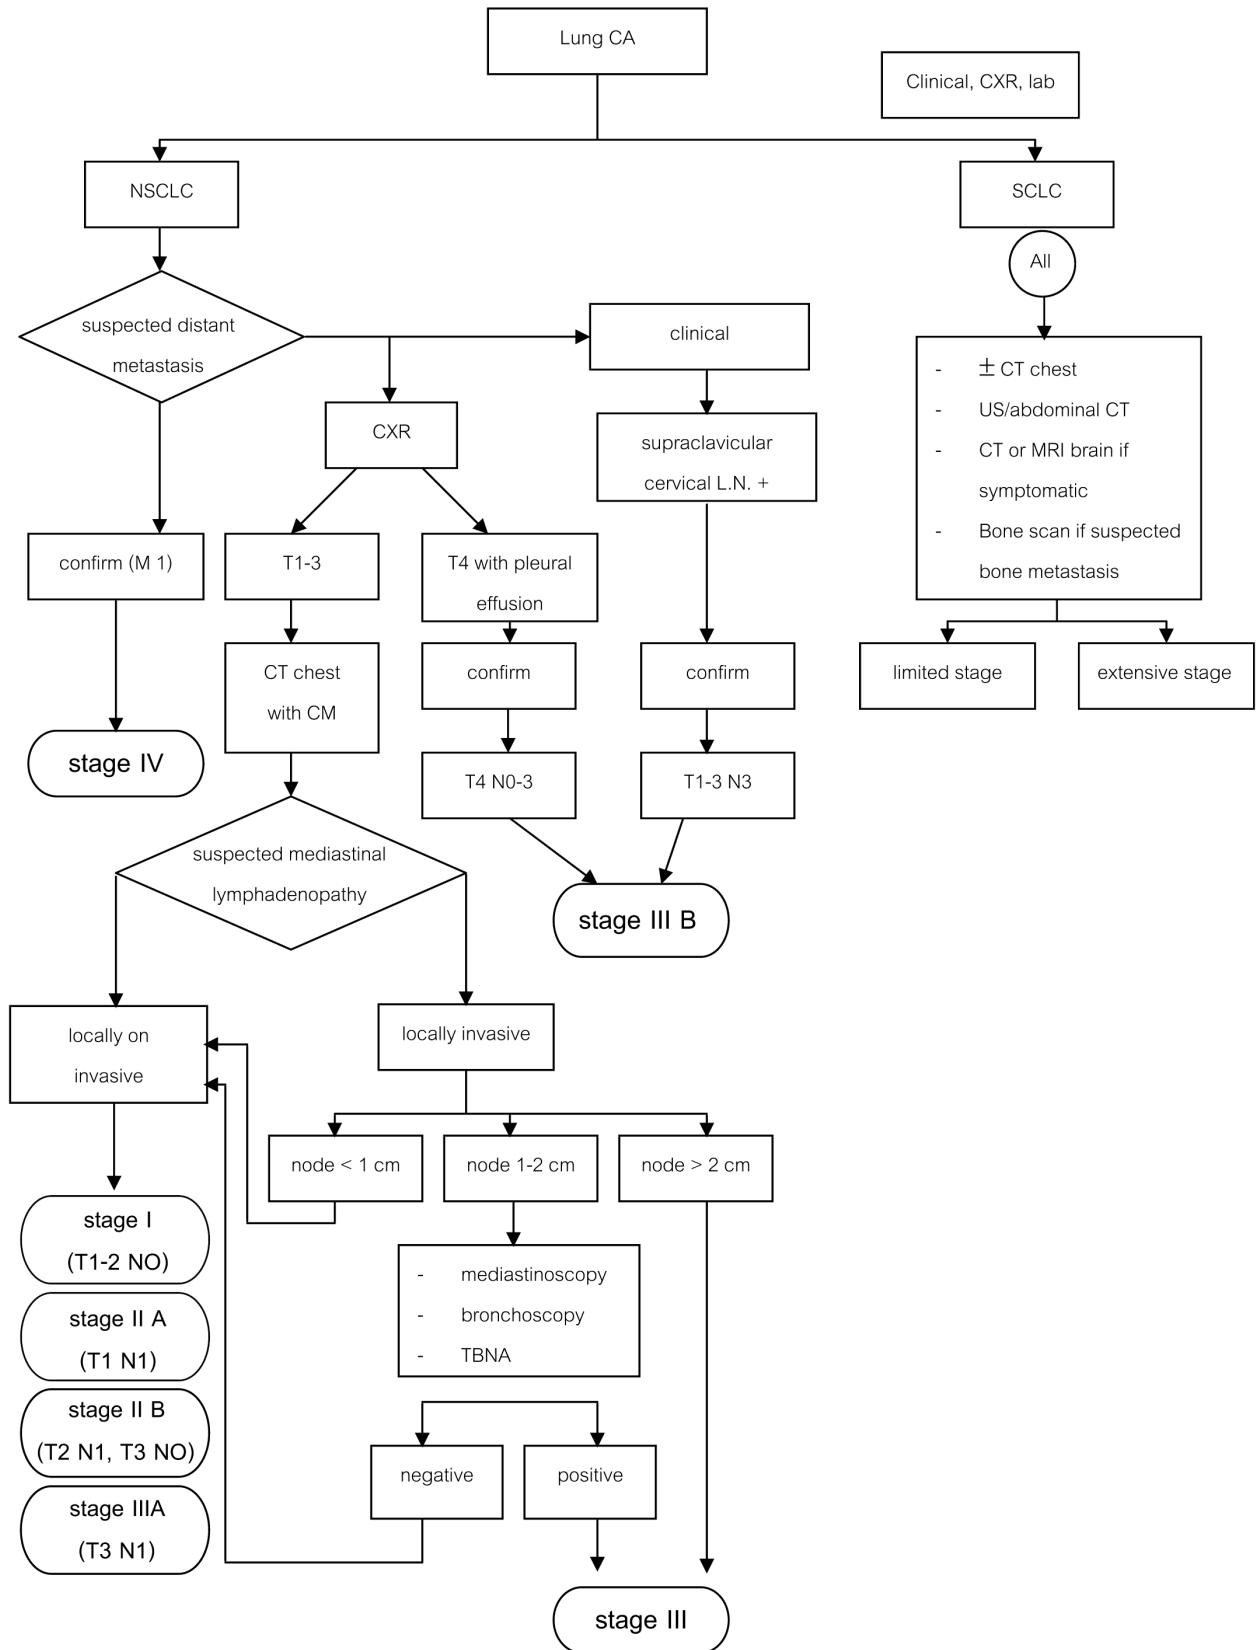 Lung CA
Clinical, CXR, lab
NSCLC
SCLC
All
suspected distant
metastasis
clinical
- ± CT chest
- US/abdominal CT
- CT or MRI brain if
symptomatic
- Bone scan if suspected
bone metastasis
CXR
supraclavicular
cervical L.N. +
confirm (M 1)
T1-3
T4 with pleural
effusion
CT chest
with CM
confirm
confirm
limited stage
extensive stage
stage IV
T4 N0-3
T1-3 N3
suspected mediastinal
lymphadenopathy
stage III B
locally on
invasive
locally invasive
node < 1 cm
node 1-2 cm
node > 2 cm
stage I
(T1-2 NO)
- mediastinoscopy
- bronchoscopy
- TBNA
stage II A
(T1 N1)
stage II B
(T2 N1, T3 NO)
negative
positive
stage IIIA
(T3 N1)
stage III